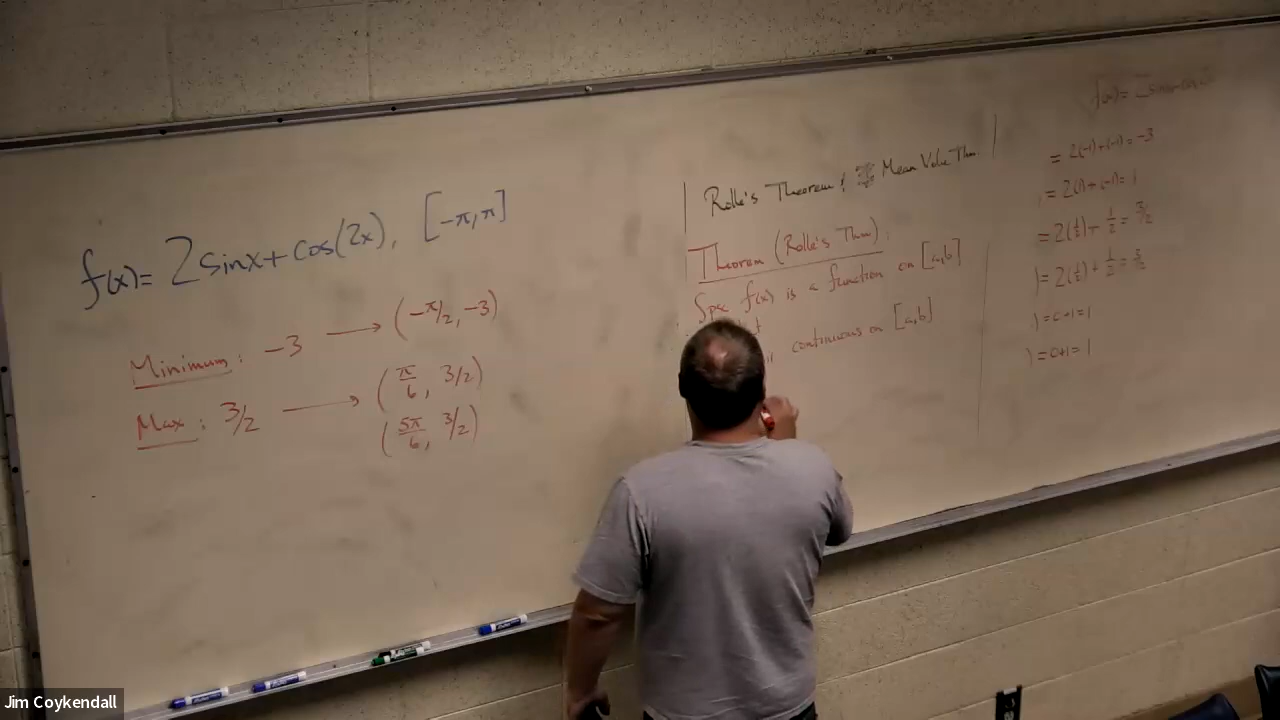 f(x) = 2 sinx + cos(2x), [-π, π]
Minimum: -3 → (-π/2, -3)
Max: 3/2 → (π/6, 3/2)
(5π/6, 3/2)
Rolle's Theorem & Mean Value Thm.
Theorem (Rolle's Thm).
Spse f(x) is a function on [a,b]
continuous on [a,b]
f(x) = 2sinx+cos
= 2(-1)+(-1) = -3
= 2(1)+(-1) = 1
) = 2(1/2)+ 1/2 = 3/2
) = 2(1/2)+ 1/2 = 3/2
) = 0+1 = 1
) = 0+1 = 1
Jim Coykendall